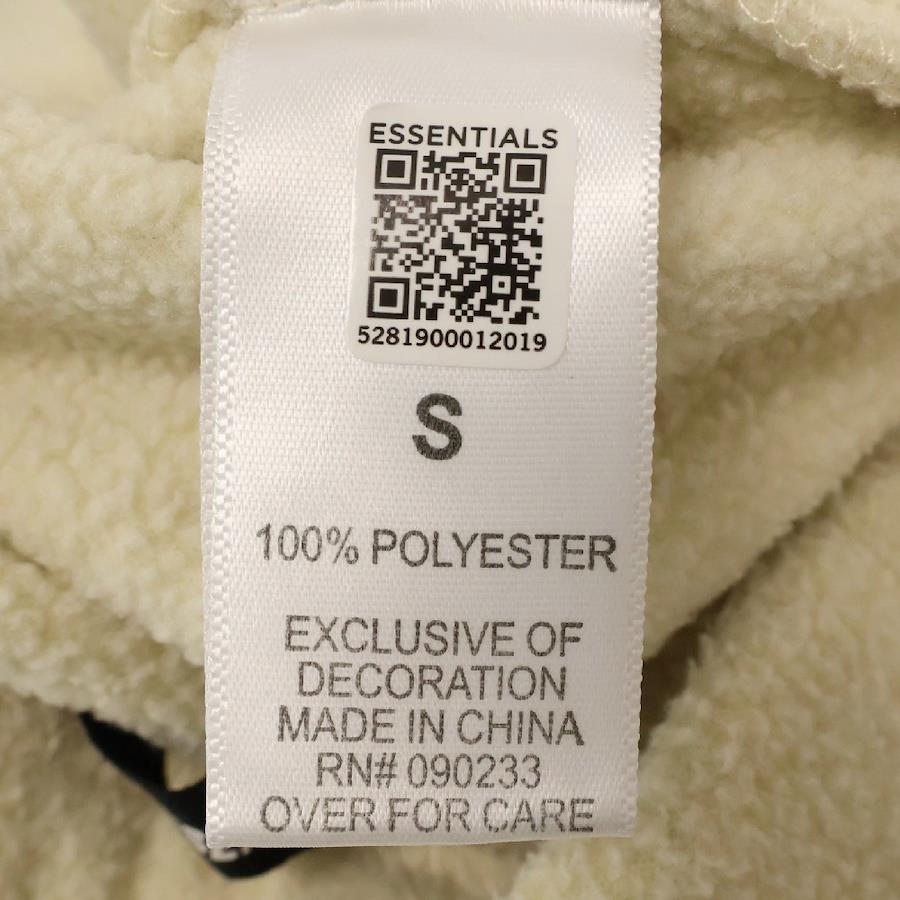 ESSENTIALS
5281900012019
S
100% POLYESTER
EXCLUSIVE OF
DECORATION
MADE IN CHINA
RN# 090233
OVER FOR CARE